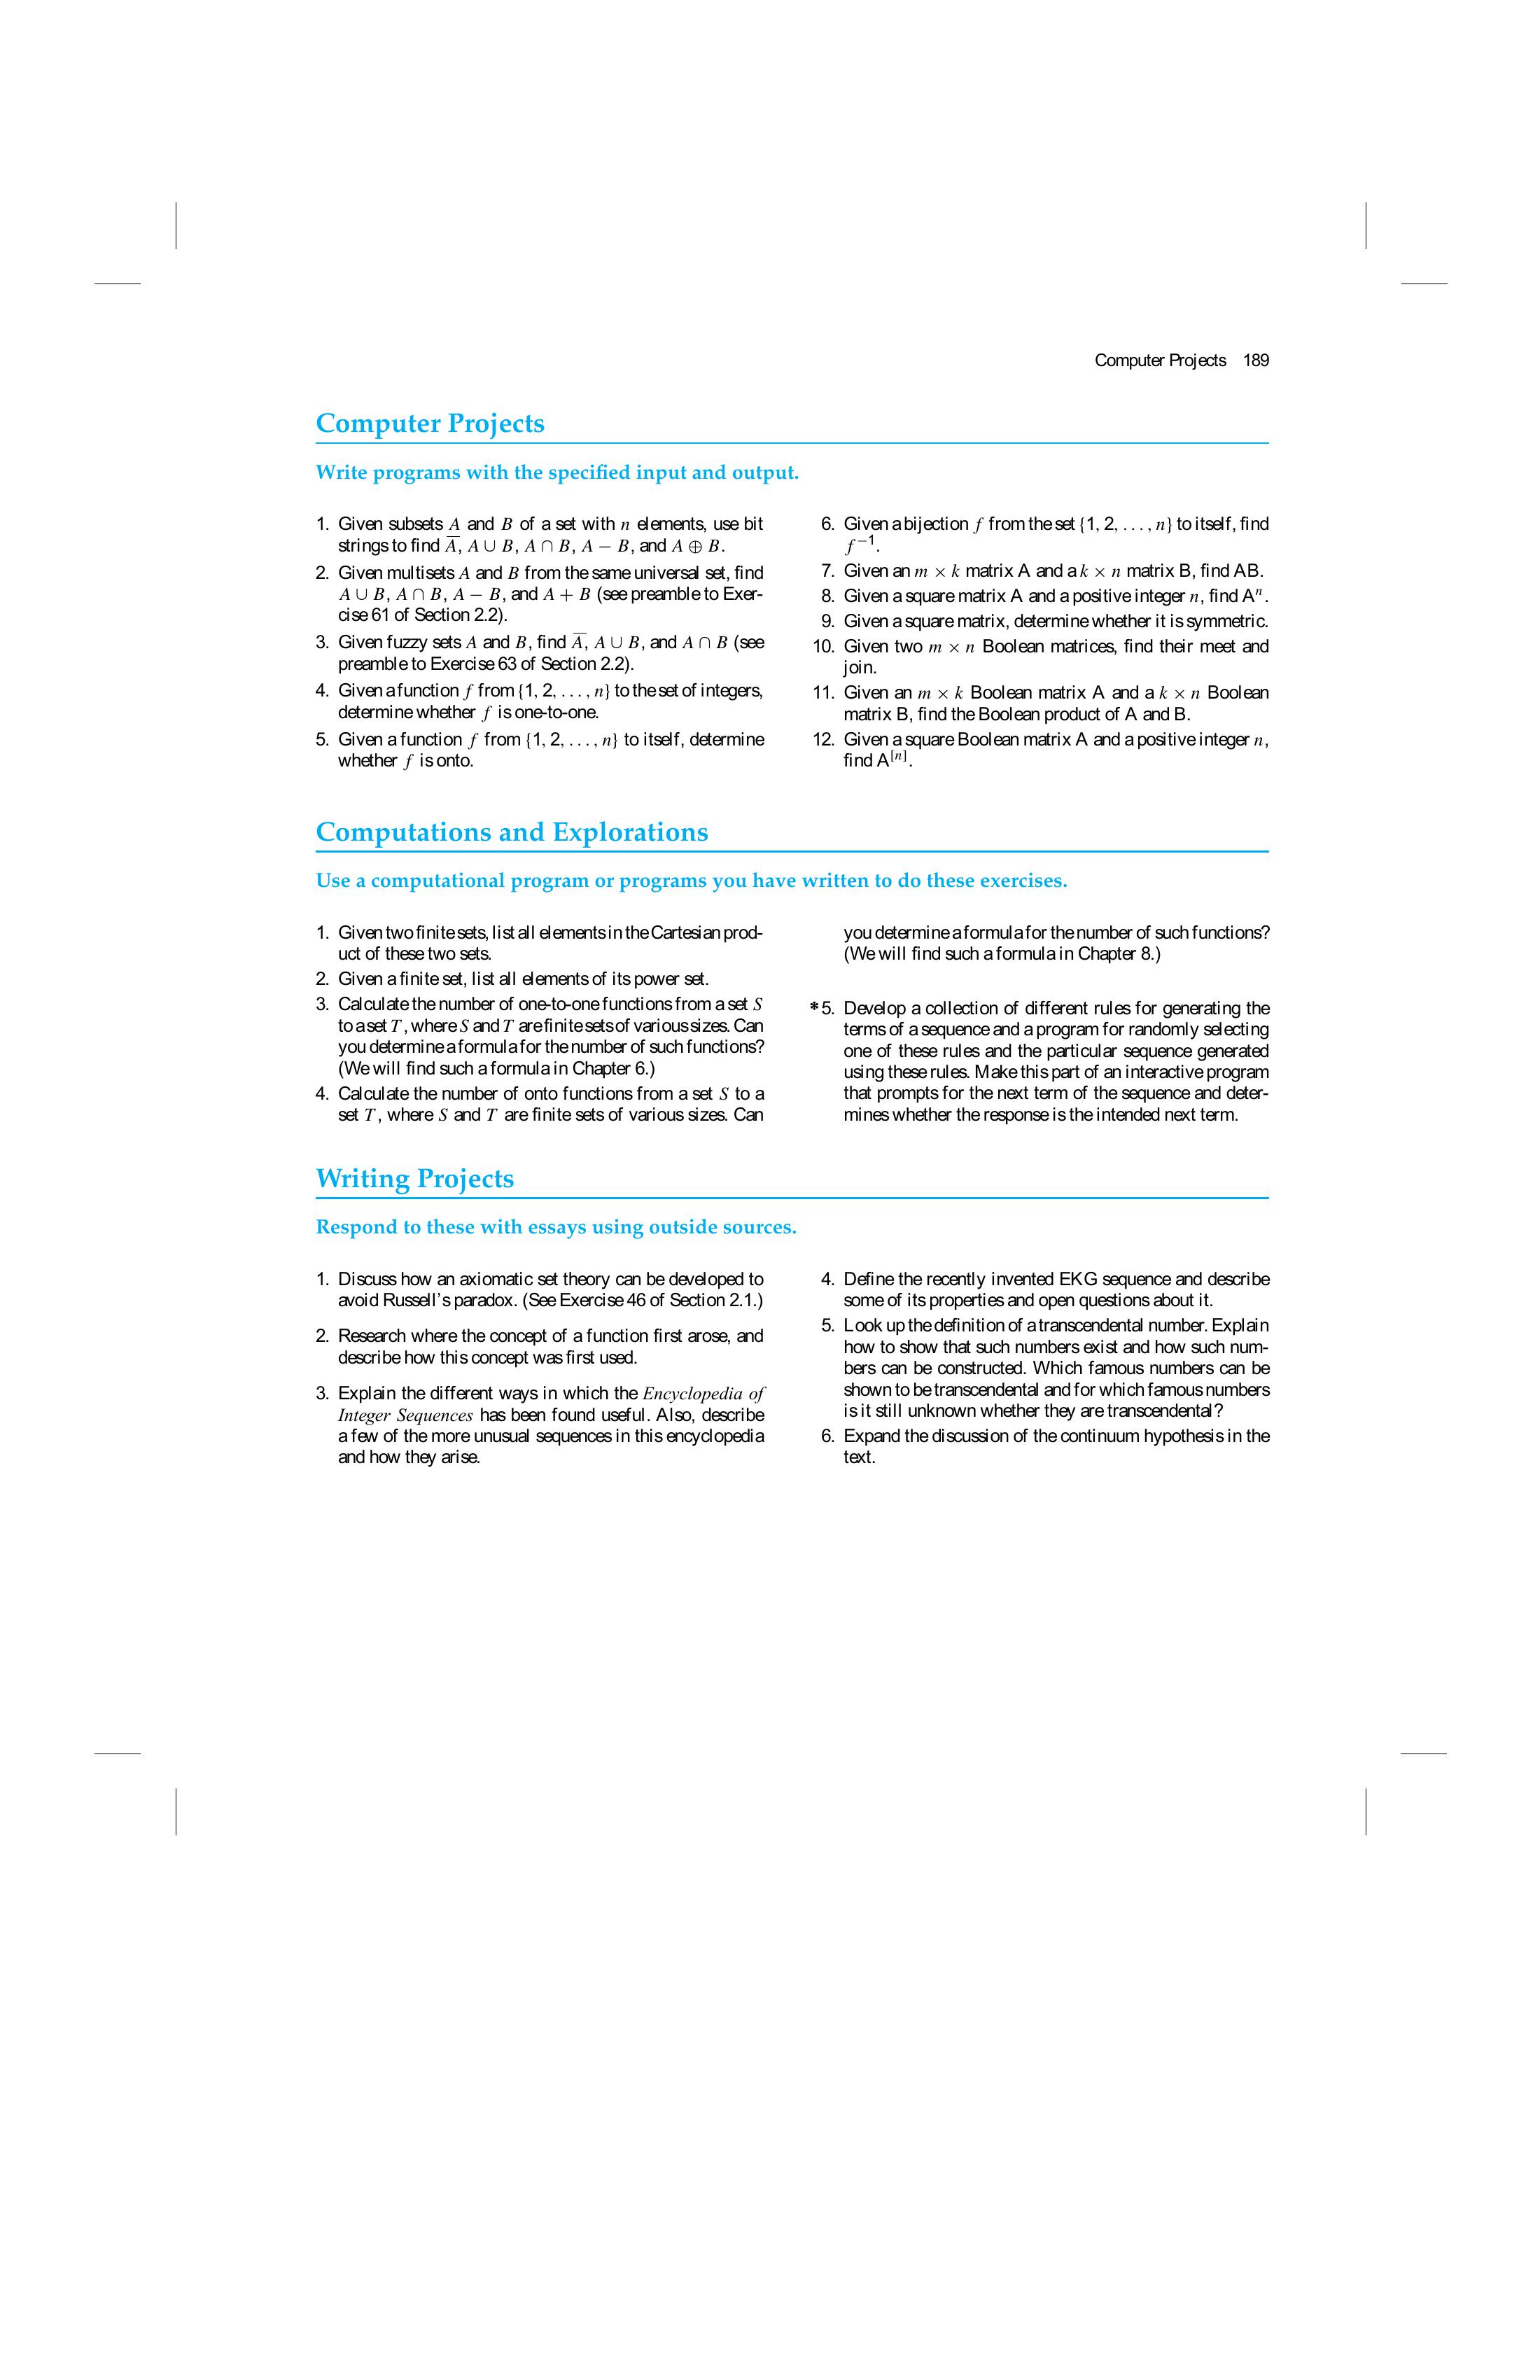 Computer Projects 189
Computer Projects
Write programs with the specified input and output.
1. Given subsets A and B of a set with n elements, use bit
strings to find A̅, A ∪ B, A ∩ B, A − B, and A ⊕ B.
2. Given multisets A and B from the same universal set, find
A ∪ B, A ∩ B, A − B, and A + B (see preamble to Exer-
cise 61 of Section 2.2).
3. Given fuzzy sets A and B, find A̅, A ∪ B, and A ∩ B (see
preamble to Exercise 63 of Section 2.2).
4. Given a function f from {1, 2, . . . , n} to the set of integers,
determine whether f is one-to-one.
5. Given a function f from {1, 2, . . . , n} to itself, determine
whether f is onto.
6. Given a bijection f from the set {1, 2, . . . , n} to itself, find
f⁻¹.
7. Given an m × k matrix A and a k × n matrix B, find AB.
8. Given a square matrix A and a positive integer n, find Aⁿ.
9. Given a square matrix, determine whether it is symmetric.
10. Given two m × n Boolean matrices, find their meet and
join.
11. Given an m × k Boolean matrix A and a k × n Boolean
matrix B, find the Boolean product of A and B.
12. Given a square Boolean matrix A and a positive integer n,
find A^[n].
Computations and Explorations
Use a computational program or programs you have written to do these exercises.
1. Given two finite sets, list all elements in the Cartesian prod-
uct of these two sets.
2. Given a finite set, list all elements of its power set.
3. Calculate the number of one-to-one functions from a set S
to a set T, where S and T are finite sets of various sizes. Can
you determine a formula for the number of such functions?
(We will find such a formula in Chapter 6.)
4. Calculate the number of onto functions from a set S to a
set T, where S and T are finite sets of various sizes. Can
you determine a formula for the number of such functions?
(We will find such a formula in Chapter 8.)
*5. Develop a collection of different rules for generating the
terms of a sequence and a program for randomly selecting
one of these rules and the particular sequence generated
using these rules. Make this part of an interactive program
that prompts for the next term of the sequence and deter-
mines whether the response is the intended next term.
Writing Projects
Respond to these with essays using outside sources.
1. Discuss how an axiomatic set theory can be developed to
avoid Russell's paradox. (See Exercise 46 of Section 2.1.)
2. Research where the concept of a function first arose, and
describe how this concept was first used.
3. Explain the different ways in which the Encyclopedia of
Integer Sequences has been found useful. Also, describe
a few of the more unusual sequences in this encyclopedia
and how they arise.
4. Define the recently invented EKG sequence and describe
some of its properties and open questions about it.
5. Look up the definition of a transcendental number. Explain
how to show that such numbers exist and how such num-
bers can be constructed. Which famous numbers can be
shown to be transcendental and for which famous numbers
is it still unknown whether they are transcendental?
6. Expand the discussion of the continuum hypothesis in the
text.